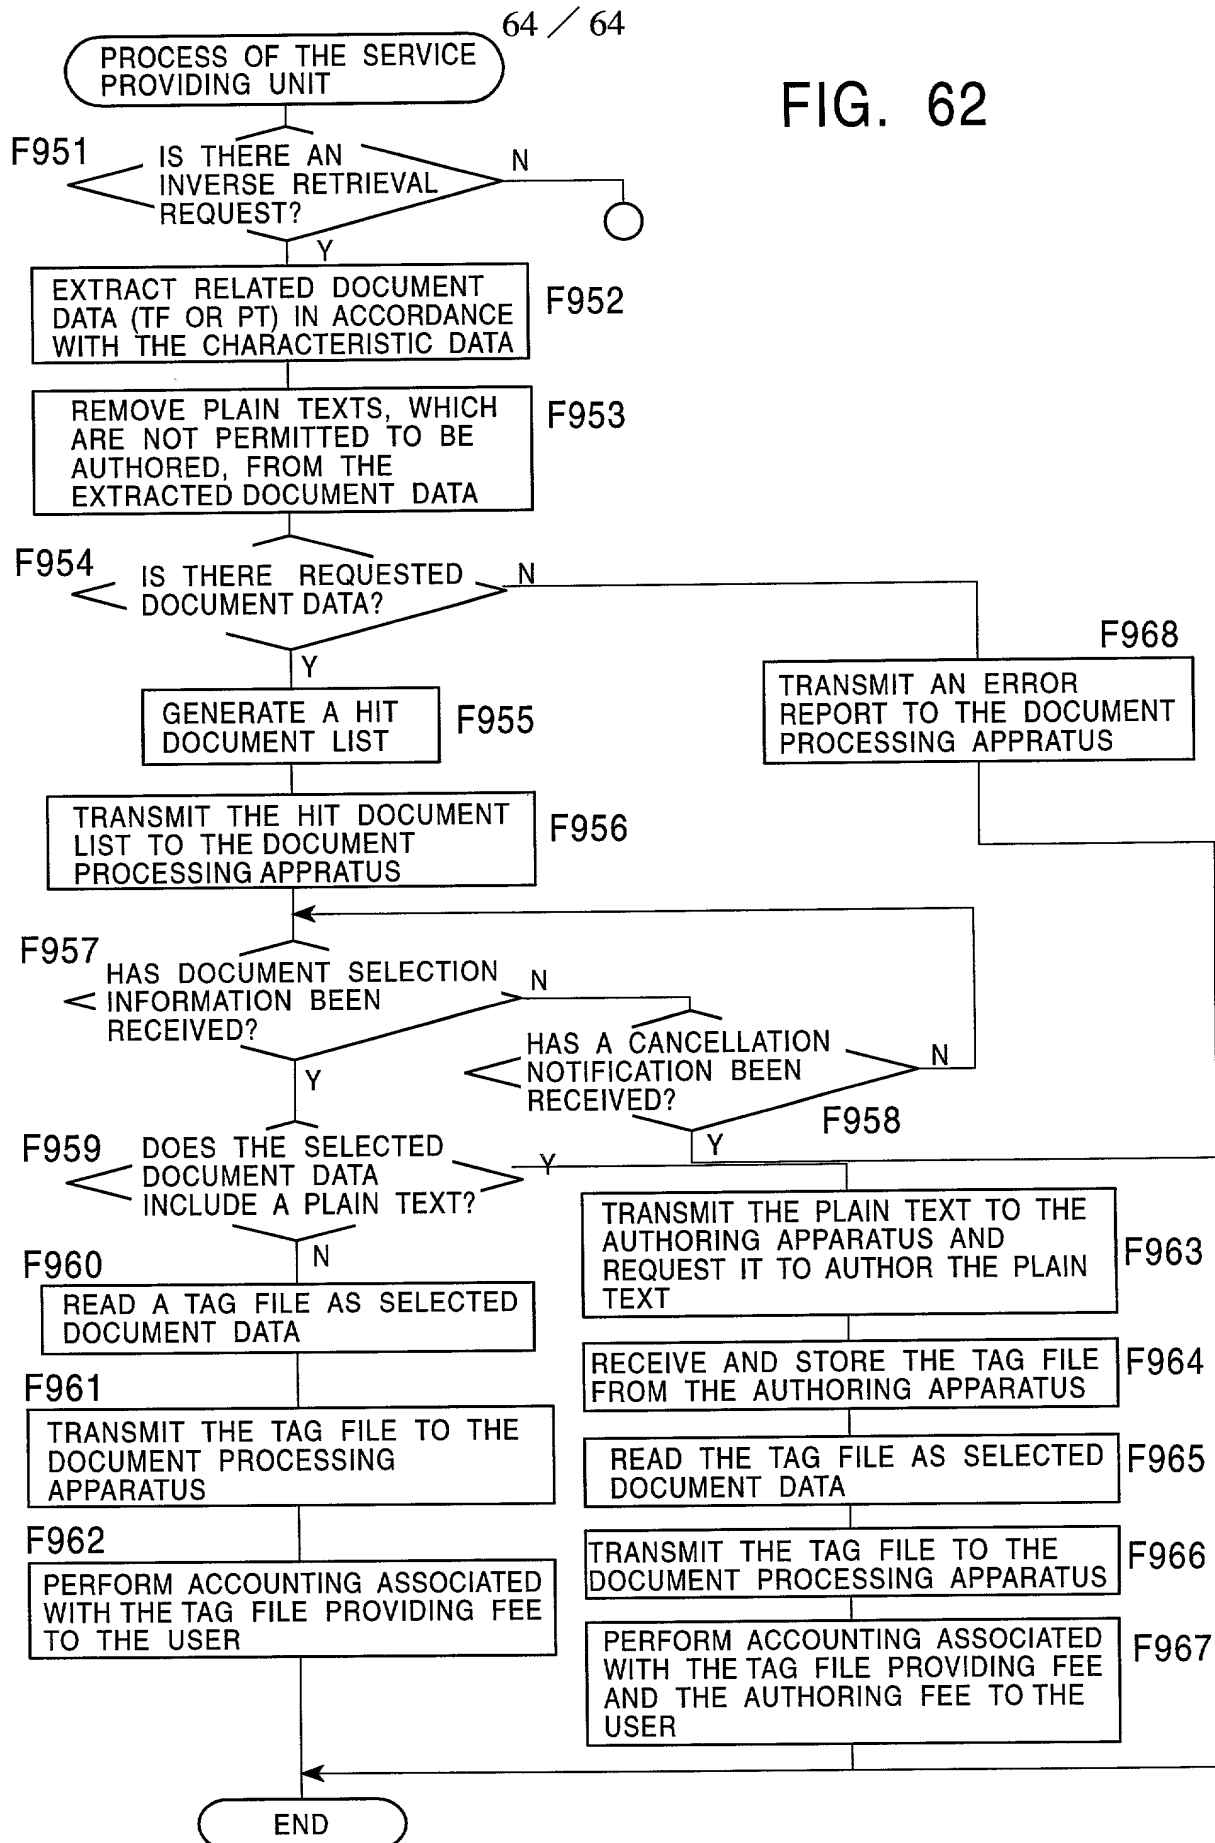 64 / 64
PROCESS OF THE SERVICE
PROVIDING UNIT
FIG. 62
F951
IS THERE AN
INVERSE RETRIEVAL
REQUEST?
N
Y
EXTRACT RELATED DOCUMENT
DATA (TF OR PT) IN ACCORDANCE
WITH THE CHARACTERISTIC DATA
F952
REMOVE PLAIN TEXTS, WHICH
ARE NOT PERMITTED TO BE
AUTHORED, FROM THE
EXTRACTED DOCUMENT DATA
F953
F954
IS THERE REQUESTED
DOCUMENT DATA?
N
Y
F968
TRANSMIT AN ERROR
REPORT TO THE DOCUMENT
PROCESSING APPRATUS
GENERATE A HIT
DOCUMENT LIST
F955
TRANSMIT THE HIT DOCUMENT
LIST TO THE DOCUMENT
PROCESSING APPRATUS
F956
F957
HAS DOCUMENT SELECTION
INFORMATION BEEN
RECEIVED?
N
Y
HAS A CANCELLATION
NOTIFICATION BEEN
RECEIVED?
N
F958
Y
F959
DOES THE SELECTED
DOCUMENT DATA
INCLUDE A PLAIN TEXT?
Y
N
F960
READ A TAG FILE AS SELECTED
DOCUMENT DATA
F961
TRANSMIT THE TAG FILE TO THE
DOCUMENT PROCESSING
APPARATUS
F962
PERFORM ACCOUNTING ASSOCIATED
WITH THE TAG FILE PROVIDING FEE
TO THE USER
TRANSMIT THE PLAIN TEXT TO THE
AUTHORING APPARATUS AND
REQUEST IT TO AUTHOR THE PLAIN
TEXT
F963
RECEIVE AND STORE THE TAG FILE
FROM THE AUTHORING APPARATUS
F964
READ THE TAG FILE AS SELECTED
DOCUMENT DATA
F965
TRANSMIT THE TAG FILE TO THE
DOCUMENT PROCESSING APPARATUS
F966
PERFORM ACCOUNTING ASSOCIATED
WITH THE TAG FILE PROVIDING FEE
AND THE AUTHORING FEE TO THE
USER
F967
END